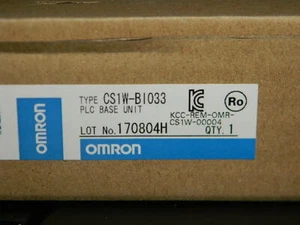 TYPE CS1W-BI033
PLC BASE UNIT
Ro
KCC-REM-OMR-
CS1W-00004
LOT No. 170804H QTY. 1
OMRON
OMRON